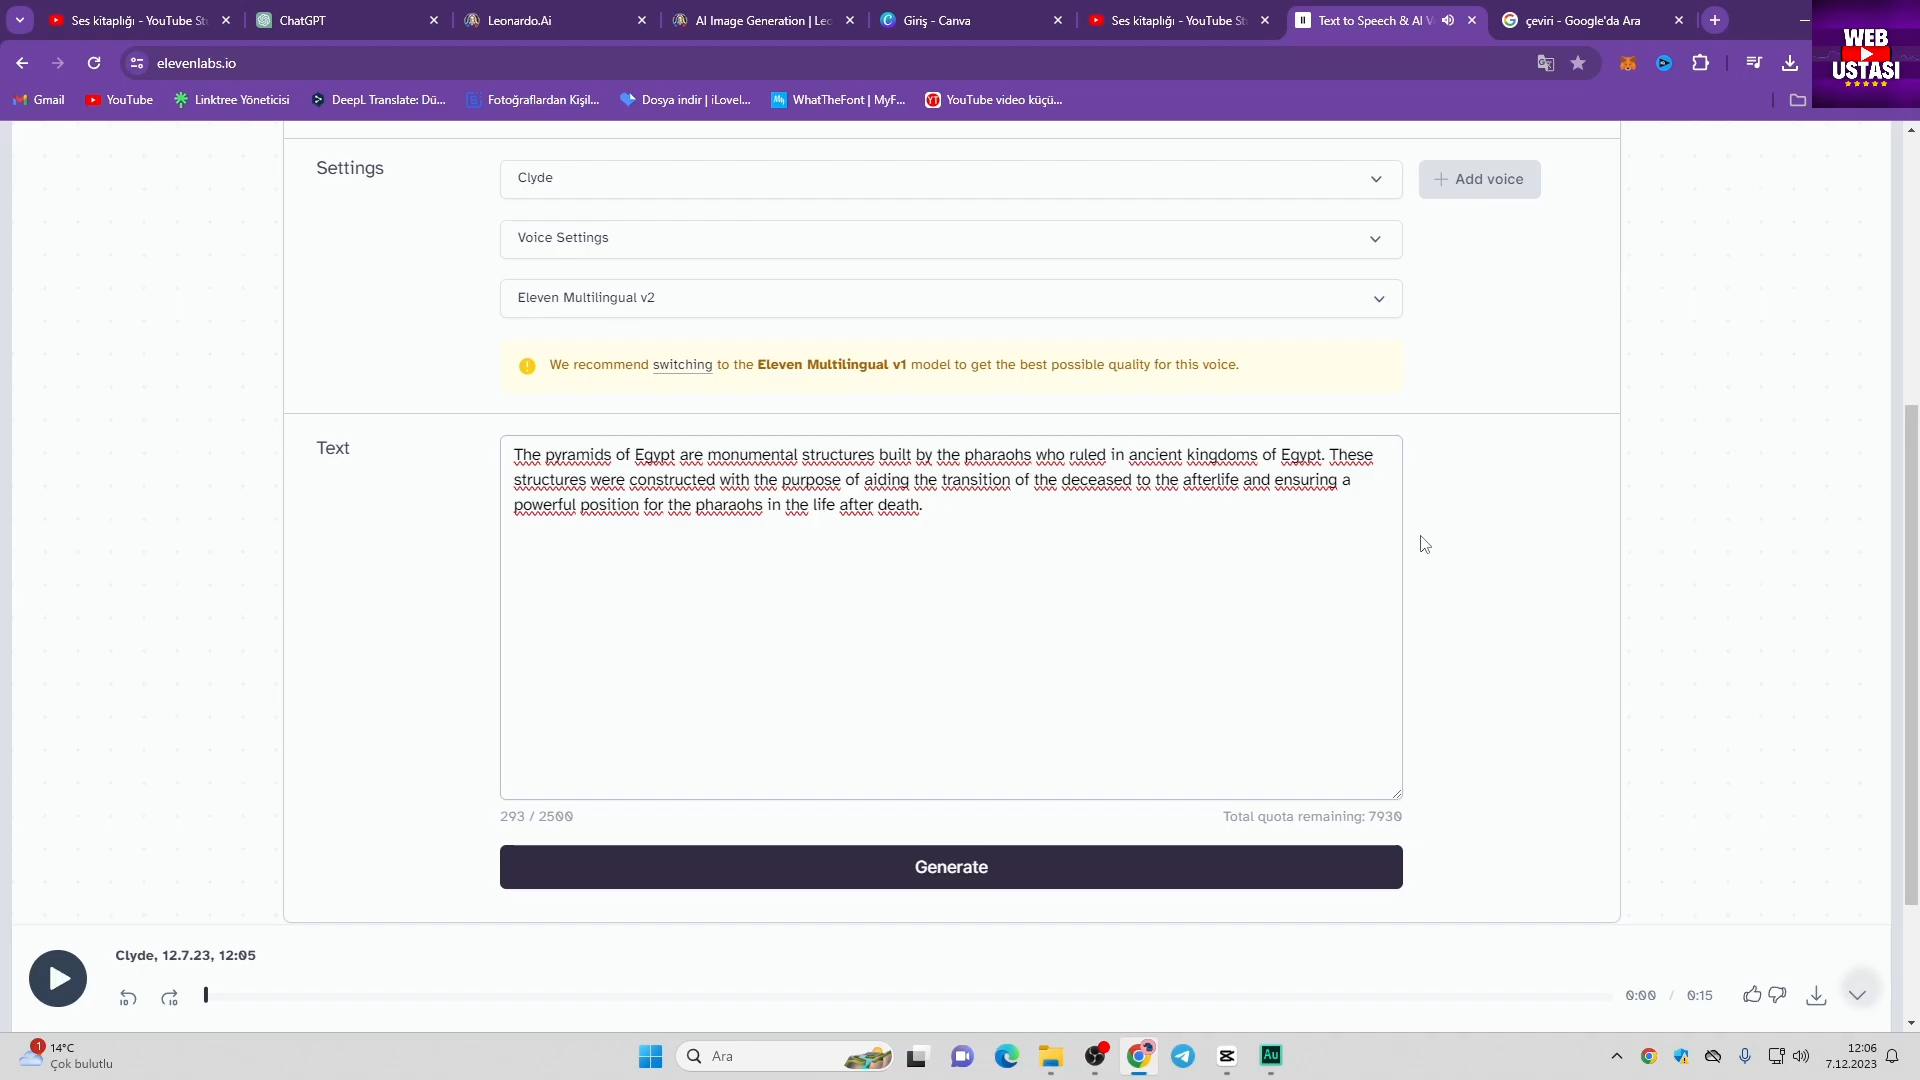 Ses kitaplığı - YouTube St
ChatGPT
Leonardo.Ai
AI Image Generation | Lec
Giriş - Canva
Ses kitaplığı - YouTube St
Text to Speech & AI V
çeviri - Google'da Ara
WEB
USTASI
elevenlabs.io
Gmail
YouTube
Linktree Yöneticisi
DeepL Translate: Dü...
Fotoğraflardan Kişil...
Dosya indir | iLoveI...
WhatTheFont | MyF...
YouTube video küçü...
Settings
Clyde
Add voice
Voice Settings
Eleven Multilingual v2
We recommend switching to the Eleven Multilingual v1 model to get the best possible quality for this voice.
Text
The pyramids of Egypt are monumental structures built by the pharaohs who ruled in ancient kingdoms of Egypt. These
structures were constructed with the purpose of aiding the transition of the deceased to the afterlife and ensuring a
powerful position for the pharaohs in the life after death.
293 / 2500
Total quota remaining: 7930
Generate
Clyde, 12.7.23, 12:05
10
10
0:00 / 0:15
1
14°C
Çok bulutlu
Ara
Au
12:06
7.12.2023